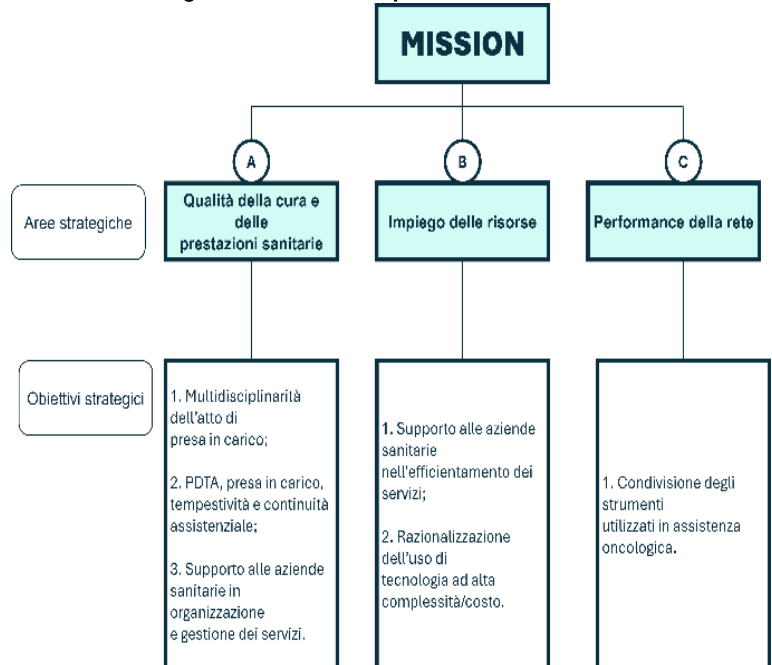 MISSION
A
B
C
Aree strategiche
Qualità della cura e
delle
prestazioni sanitarie
Impiego delle risorse
Performance della rete
Obiettivi strategici
1. Multidisciplinarità
dell'atto di
presa in carico;
2. PDTA, presa in carico,
tempestività e continuità
assistenziale;
3. Supporto alle aziende
sanitarie in
organizzazione
e gestione dei servizi.
1. Supporto alle aziende
sanitarie
nell'efficientamento dei
servizi;
2. Razionalizzazione
dell'uso di
tecnologia ad alta
complessità/costo.
1. Condivisione degli
strumenti
utilizzati in assistenza
oncologica.